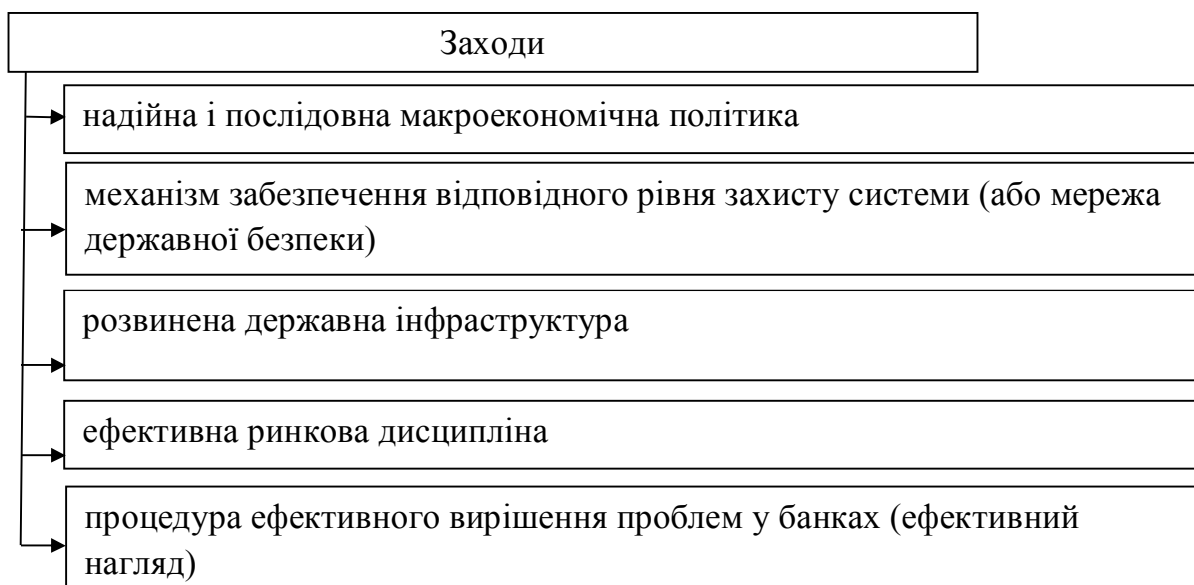 Заходи
надійна і послідовна макроекономічна політика
механізм забезпечення відповідного рівня захисту системи (або мережа
державної безпеки)
розвинена державна інфраструктура
ефективна ринкова дисципліна
процедура ефективного вирішення проблем у банках (ефективний
нагляд)